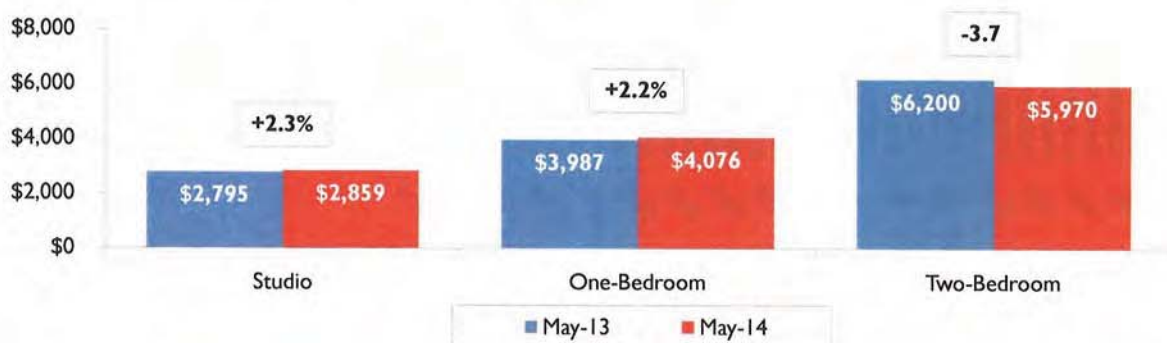 $8,000
$6,000
$4,000
$2,000
$0
+2.3%
+2.2%
-3.7
$2,795
$2,859
$3,987
$4,076
$6,200
$5,970
Studio
One-Bedroom
Two-Bedroom
May-13
May-14